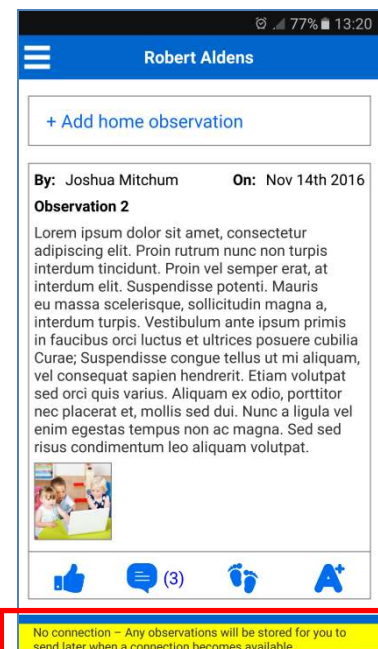 77% 13:20
Robert Aldens
+ Add home observation
By: Joshua Mitchum On: Nov 14th 2016
Observation 2
Lorem ipsum dolor sit amet, consectetur
adipiscing elit. Proin rutrum nunc non turpis
interdum tincidunt. Proin vel semper erat, at
interdum elit. Suspendisse potenti. Mauris
eu massa scelerisque, sollicitudin magna a,
interdum turpis. Vestibulum ante ipsum primis
in faucibus orci luctus et ultrices posuere cubilia
Curae; Suspendisse congue tellus ut mi aliquam,
vel consequat sapien hendrerit. Etiam volutpat
sed orci quis varius. Aliquam ex odio, porttitor
nec placerat et, mollis sed dui. Nunc a ligula vel
enim egestas tempus non ac magna. Sed sed
risus condimentum leo aliquam volutpat.
(3) A+
No connection – Any observations will be stored for you to
send later when a connection becomes available